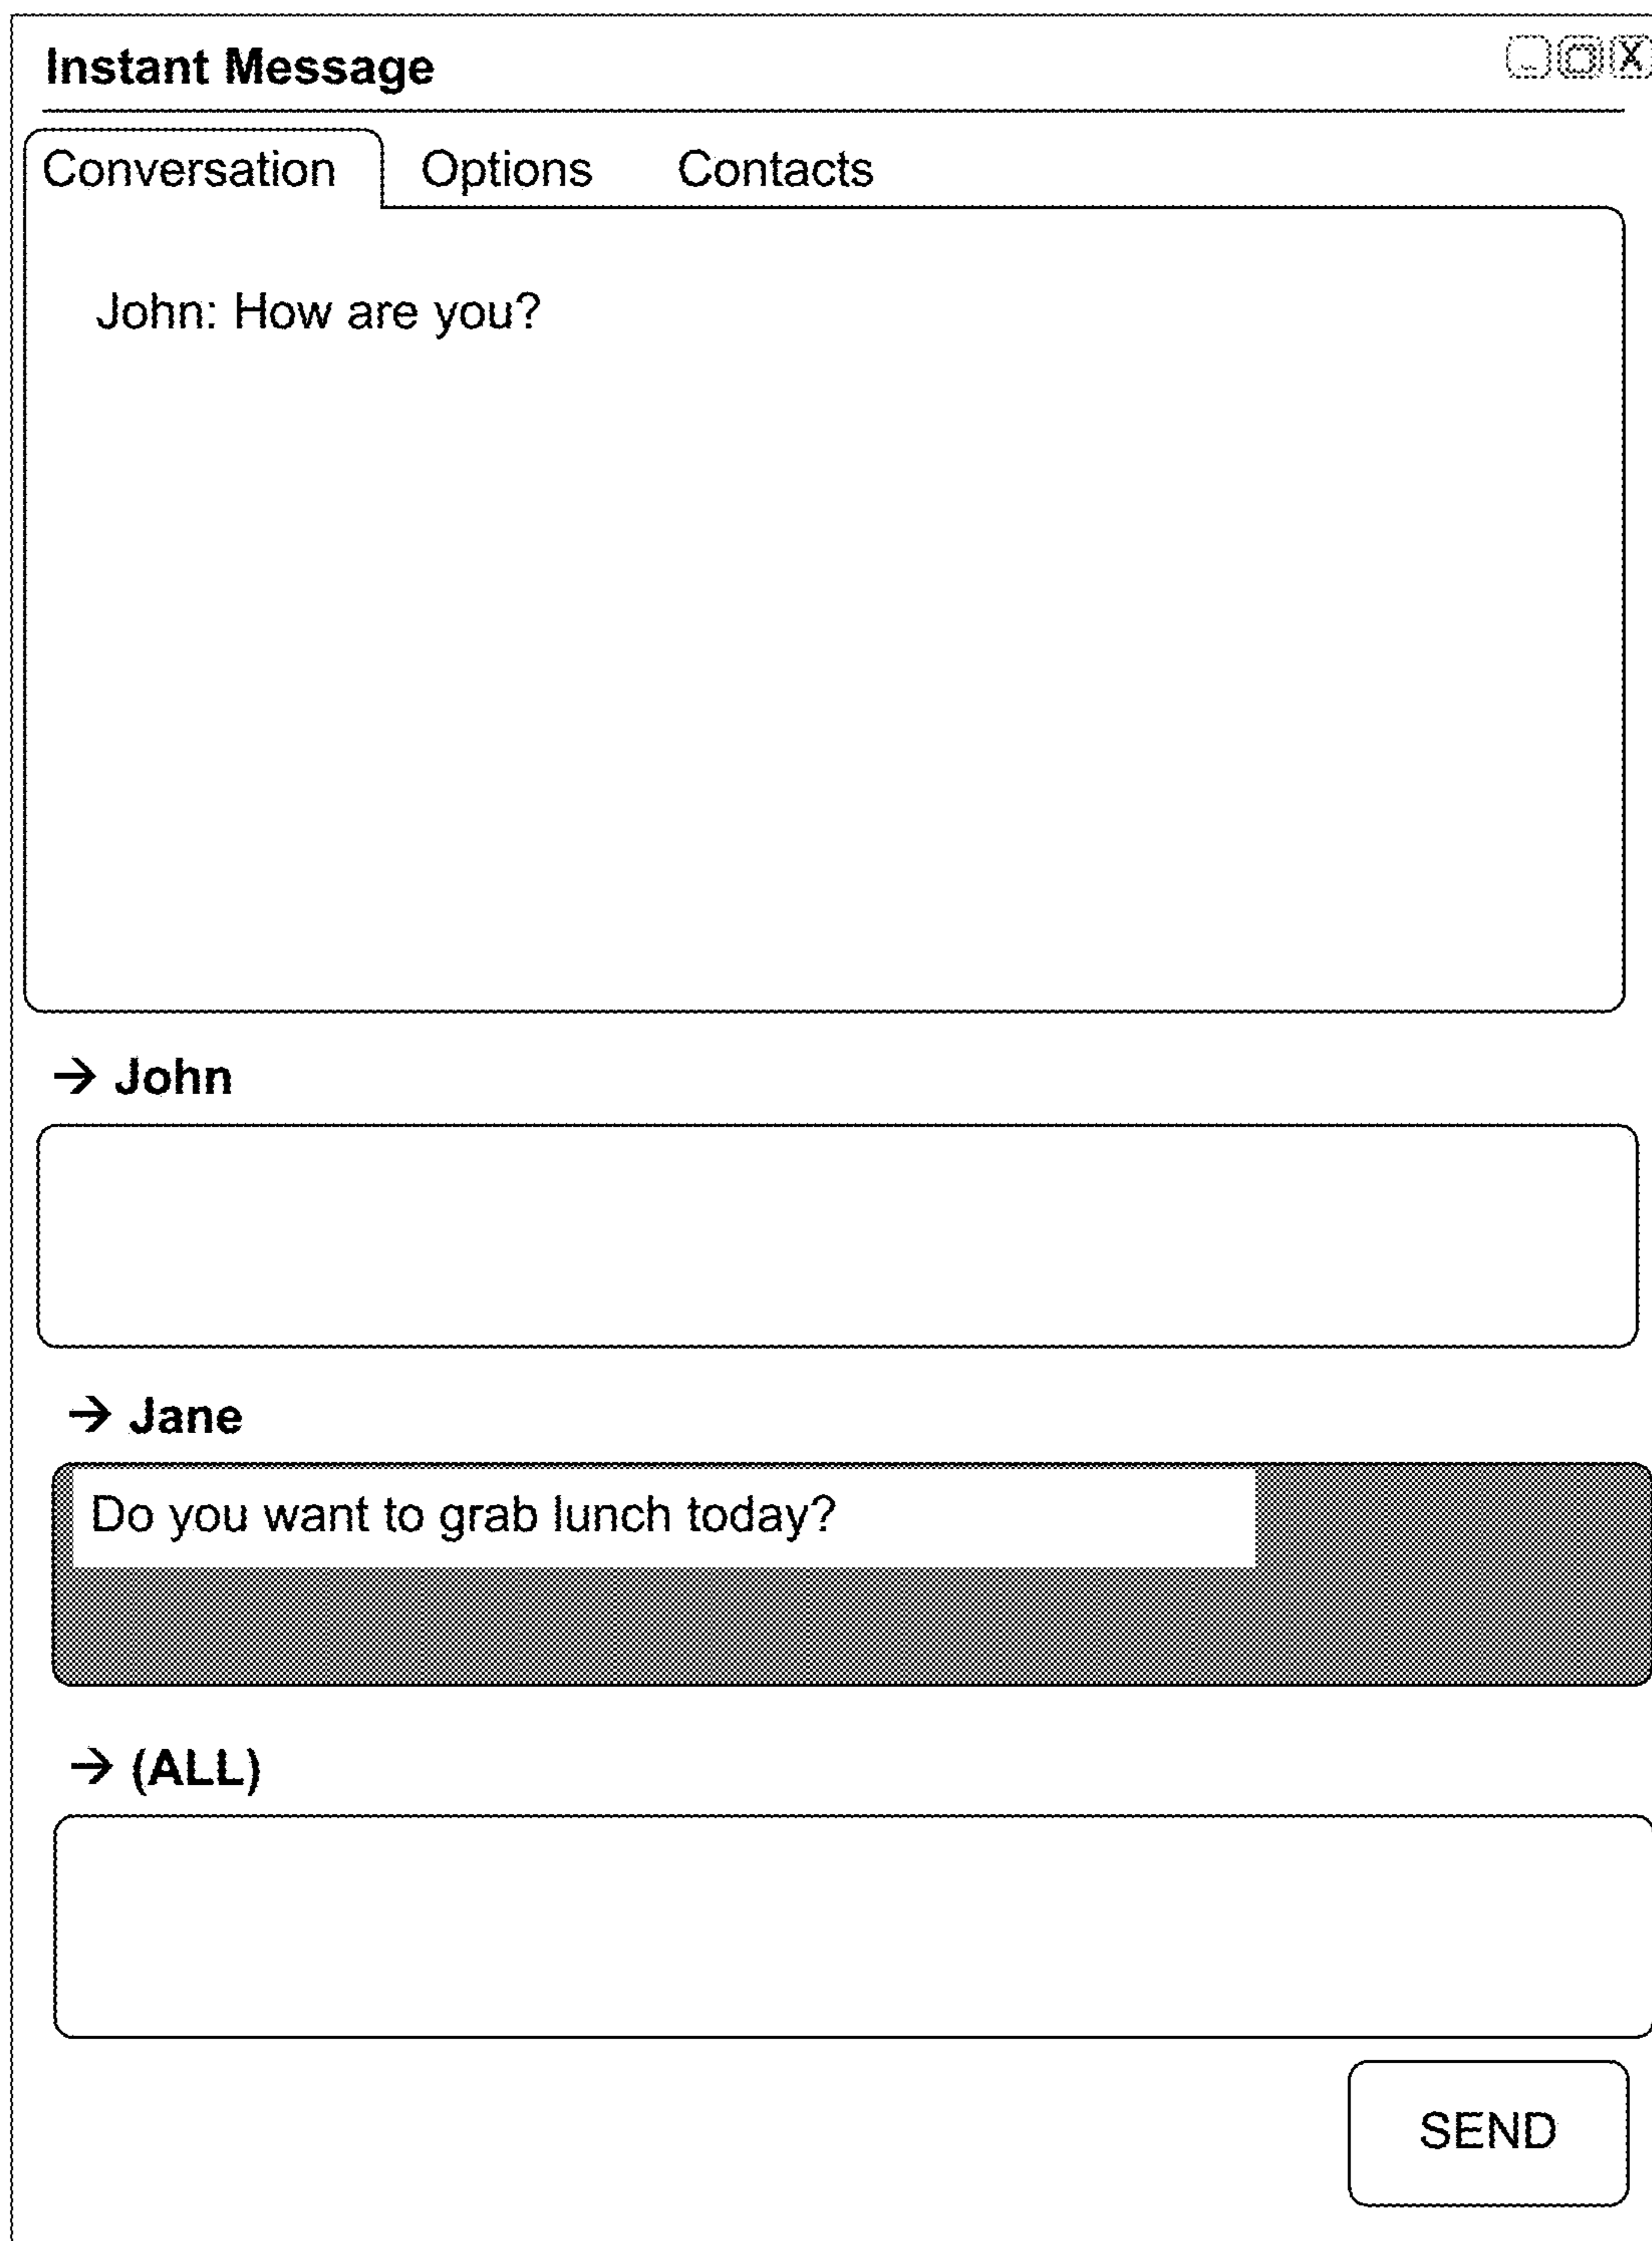 Instant Message
Conversation Options Contacts
John: How are you?
→ John
→ Jane
Do you want to grab lunch today?
→ (ALL)
SEND